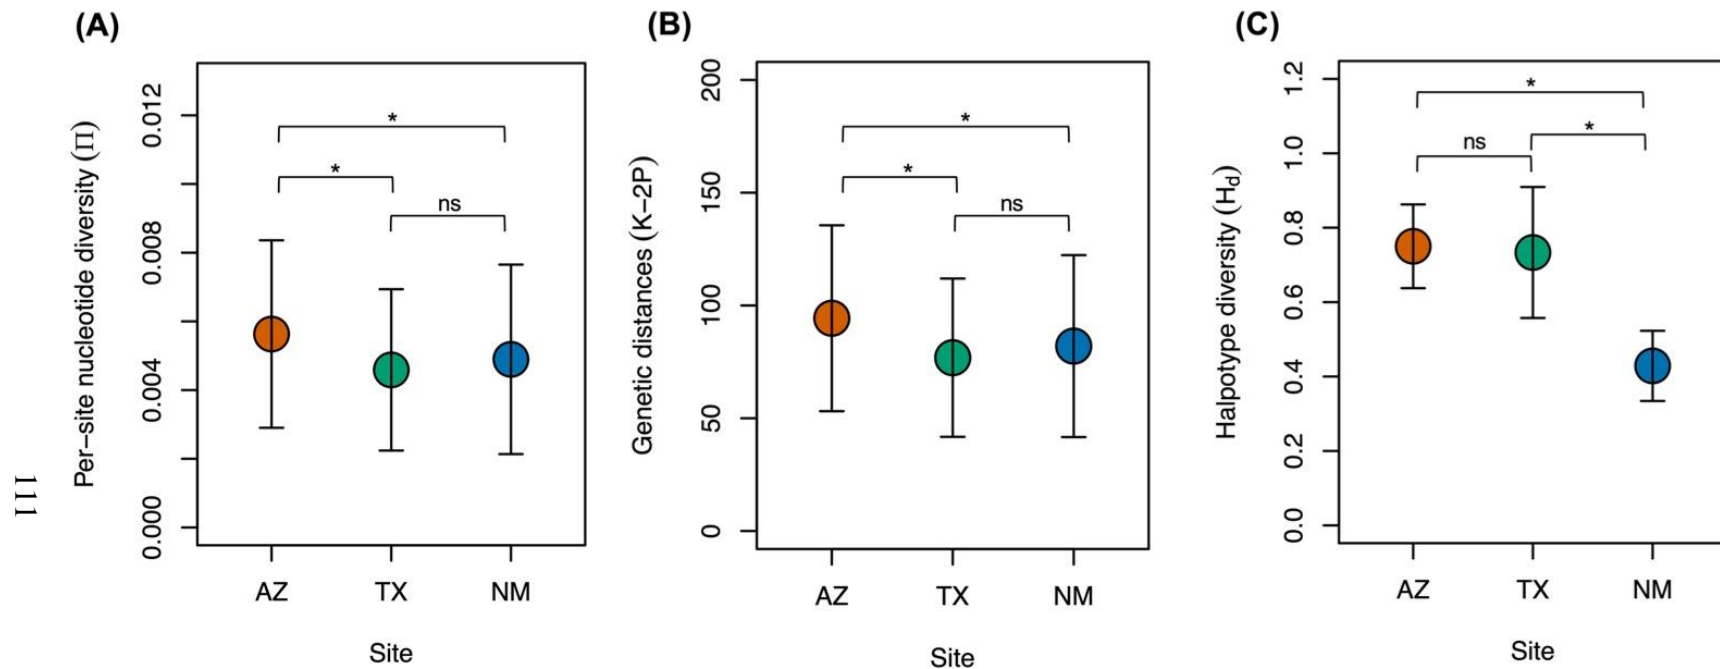 (A)
Per-site nucleotide diversity (Π)
0.012
0.008
0.004
0.000
*
*
ns
AZ
TX
NM
Site
(B)
Genetic distances (K-2P)
200
150
100
50
0
*
*
ns
AZ
TX
NM
Site
(C)
Halpotype diversity (Hd)
1.2
1.0
0.8
0.6
0.4
0.2
0.0
*
*
ns
AZ
TX
NM
Site
111